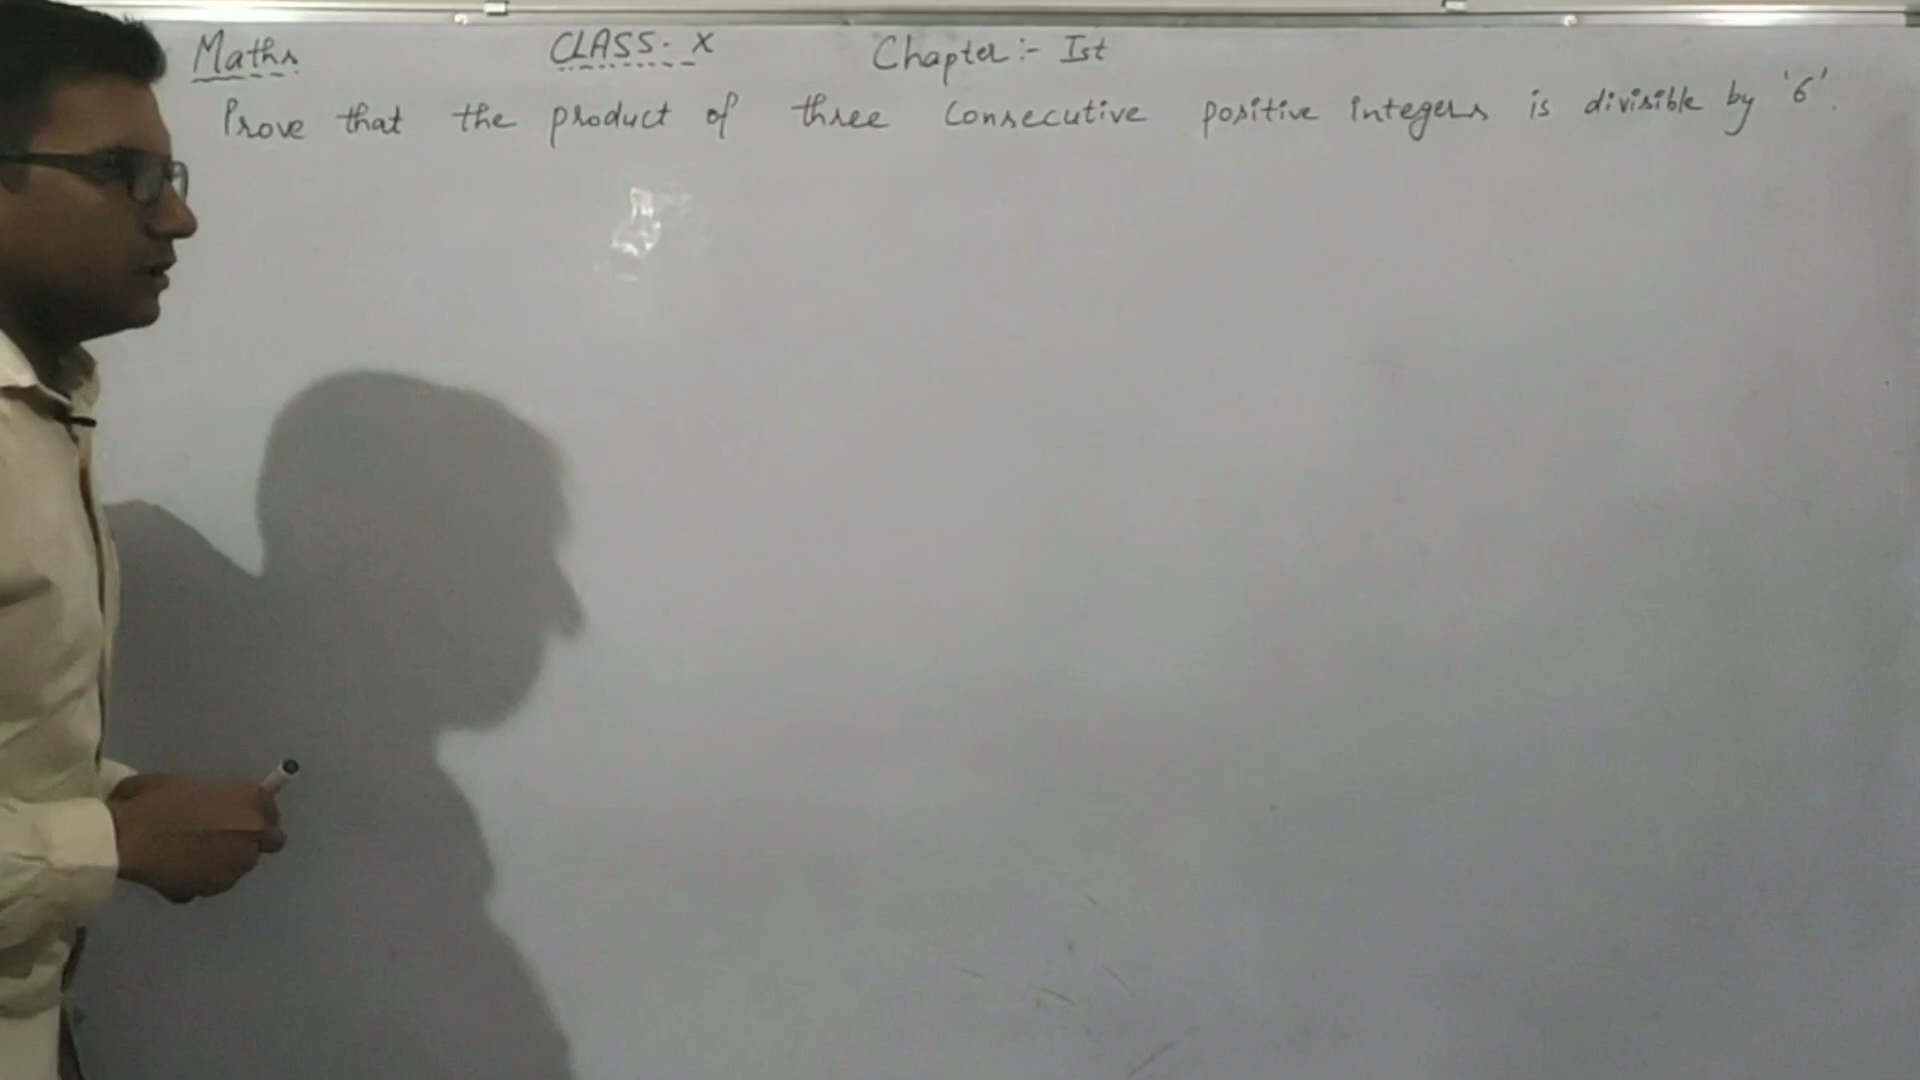 Maths CLASS- X Chapter:- Ist
Prove that the product of three consecutive positive integers is divisible by '6'.